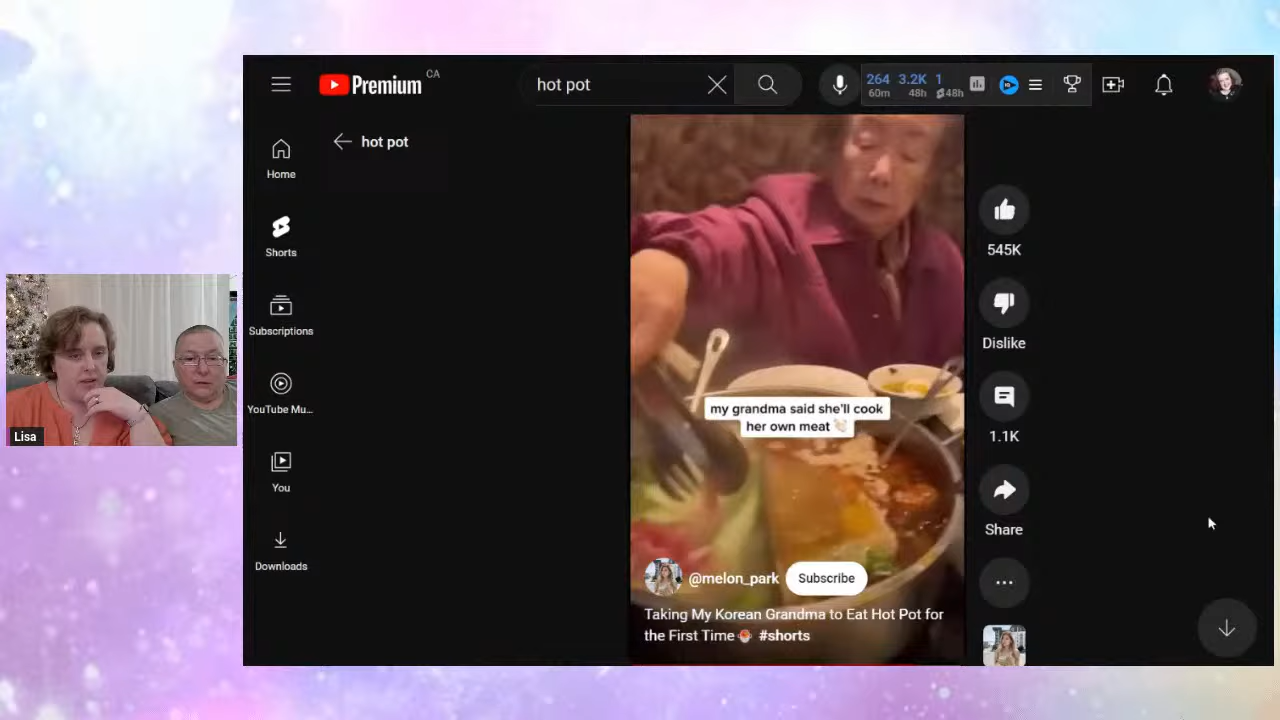 Premium CA
hot pot
264 3.2K 1
60m 48h 48h
hot pot
Home
Shorts
Subscriptions
YouTube Mu...
You
Downloads
my grandma said she'll cook
her own meat
@melon_park Subscribe
Taking My Korean Grandma to Eat Hot Pot for
the First Time #shorts
545K
Dislike
1.1K
Share
Lisa